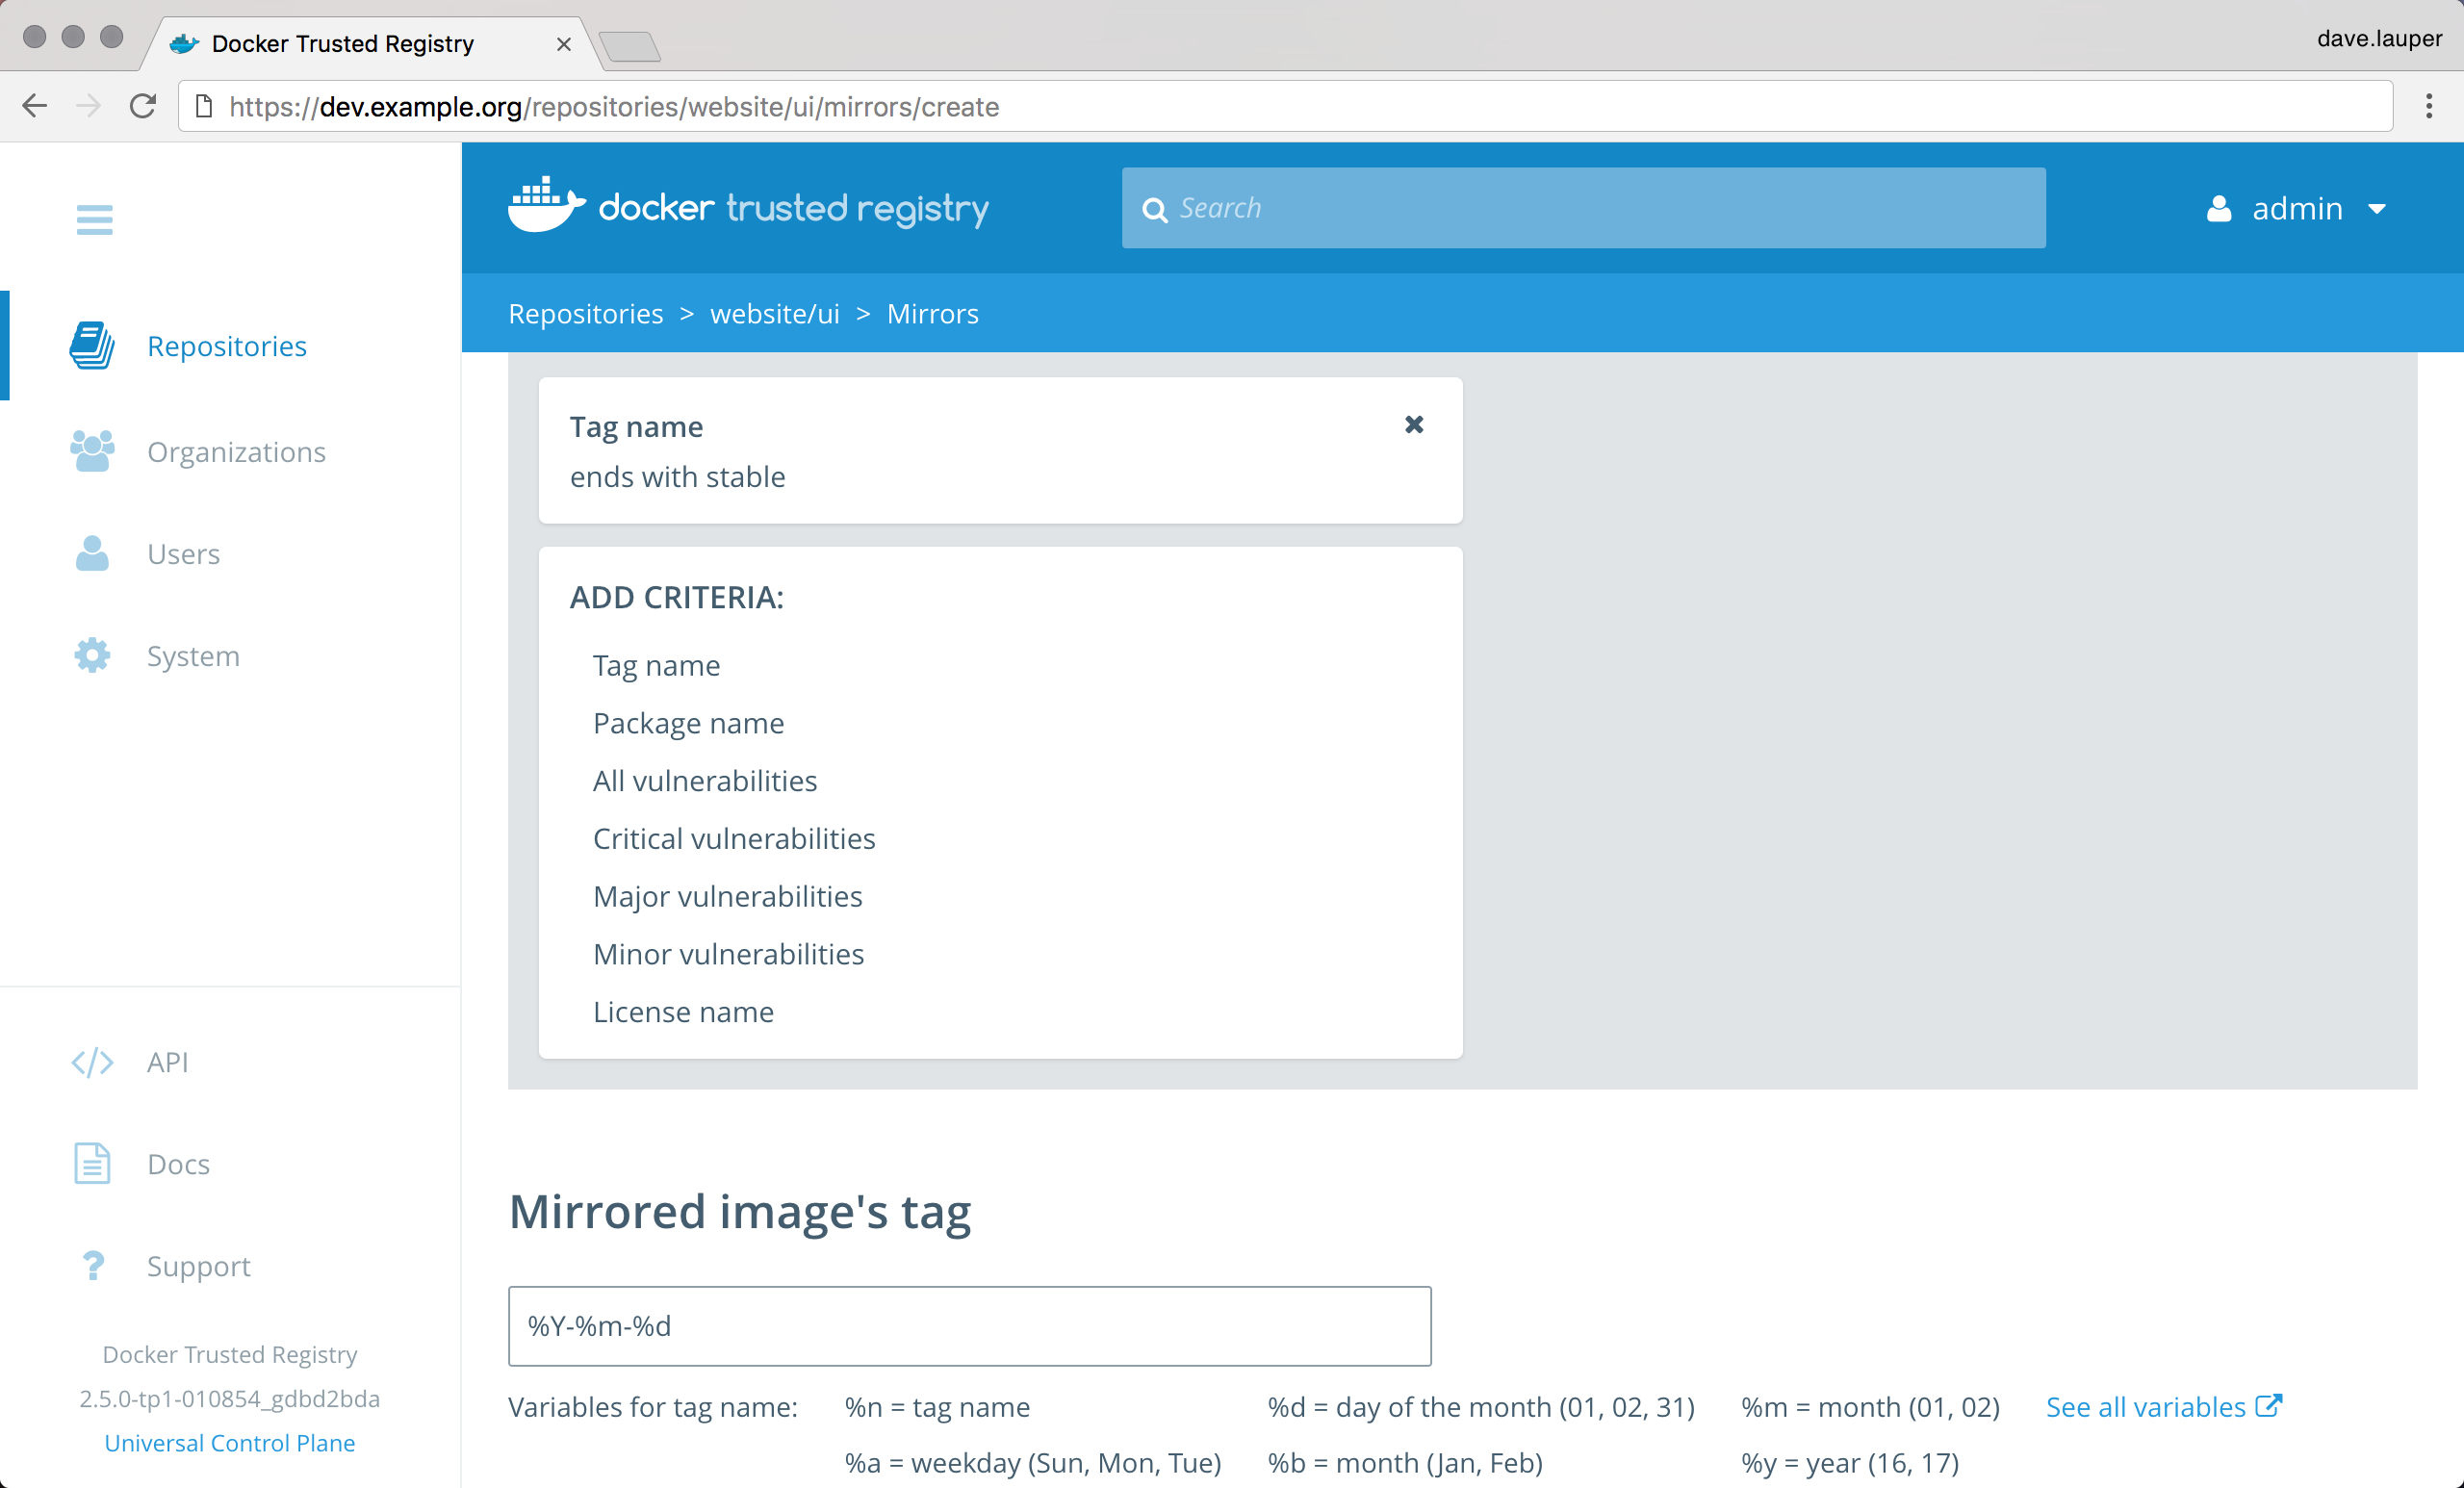 Docker Trusted Registry
dave.lauper
https://dev.example.org/repositories/website/ui/mirrors/create
docker trusted registry
Search
admin
Repositories > website/ui > Mirrors
Repositories
Organizations
Users
System
API
Docs
Support
Docker Trusted Registry
2.5.0-tp1-010854_gdbd2bda
Universal Control Plane
Tag name
ends with stable
ADD CRITERIA:
Tag name
Package name
All vulnerabilities
Critical vulnerabilities
Major vulnerabilities
Minor vulnerabilities
License name
Mirrored image's tag
%Y-%m-%d
Variables for tag name: %n = tag name %d = day of the month (01, 02, 31) %m = month (01, 02) See all variables
%a = weekday (Sun, Mon, Tue) %b = month (Jan, Feb) %y = year (16, 17)